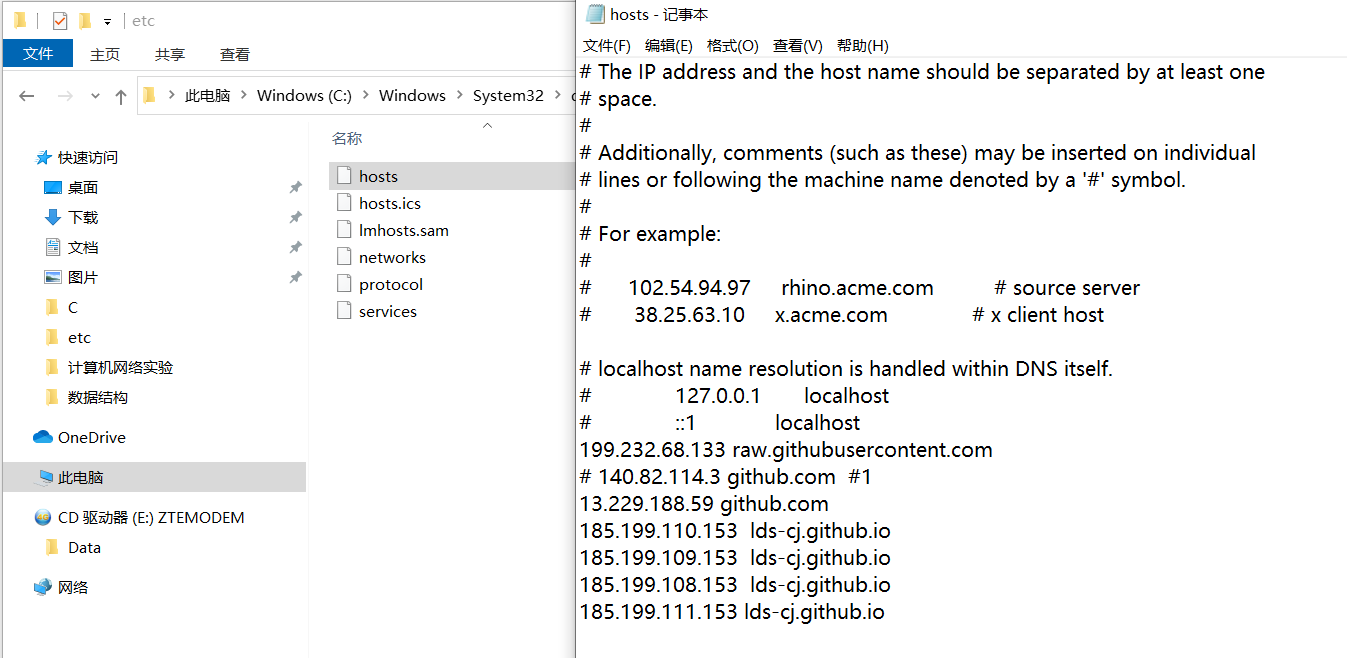 etc
文件 主页 共享 查看
此电脑 Windows (C:) Windows System32
名称
快速访问
桌面
下载
文档
图片
C
etc
计算机网络实验
数据结构
OneDrive
此电脑
CD 驱动器 (E:) ZTEMODEM
Data
网络
hosts
hosts.ics
lmhosts.sam
networks
protocol
services
hosts - 记事本
文件(F) 编辑(E) 格式(O) 查看(V) 帮助(H)
# The IP address and the host name should be separated by at least one
# space.
#
# Additionally, comments (such as these) may be inserted on individual
# lines or following the machine name denoted by a '#' symbol.
#
# For example:
#
# 102.54.94.97 rhino.acme.com # source server
# 38.25.63.10 x.acme.com # x client host
# localhost name resolution is handled within DNS itself.
# 127.0.0.1 localhost
# ::1 localhost
199.232.68.133 raw.githubusercontent.com
# 140.82.114.3 github.com #1
13.229.188.59 github.com
185.199.110.153 lds-cj.github.io
185.199.109.153 lds-cj.github.io
185.199.108.153 lds-cj.github.io
185.199.111.153 lds-cj.github.io